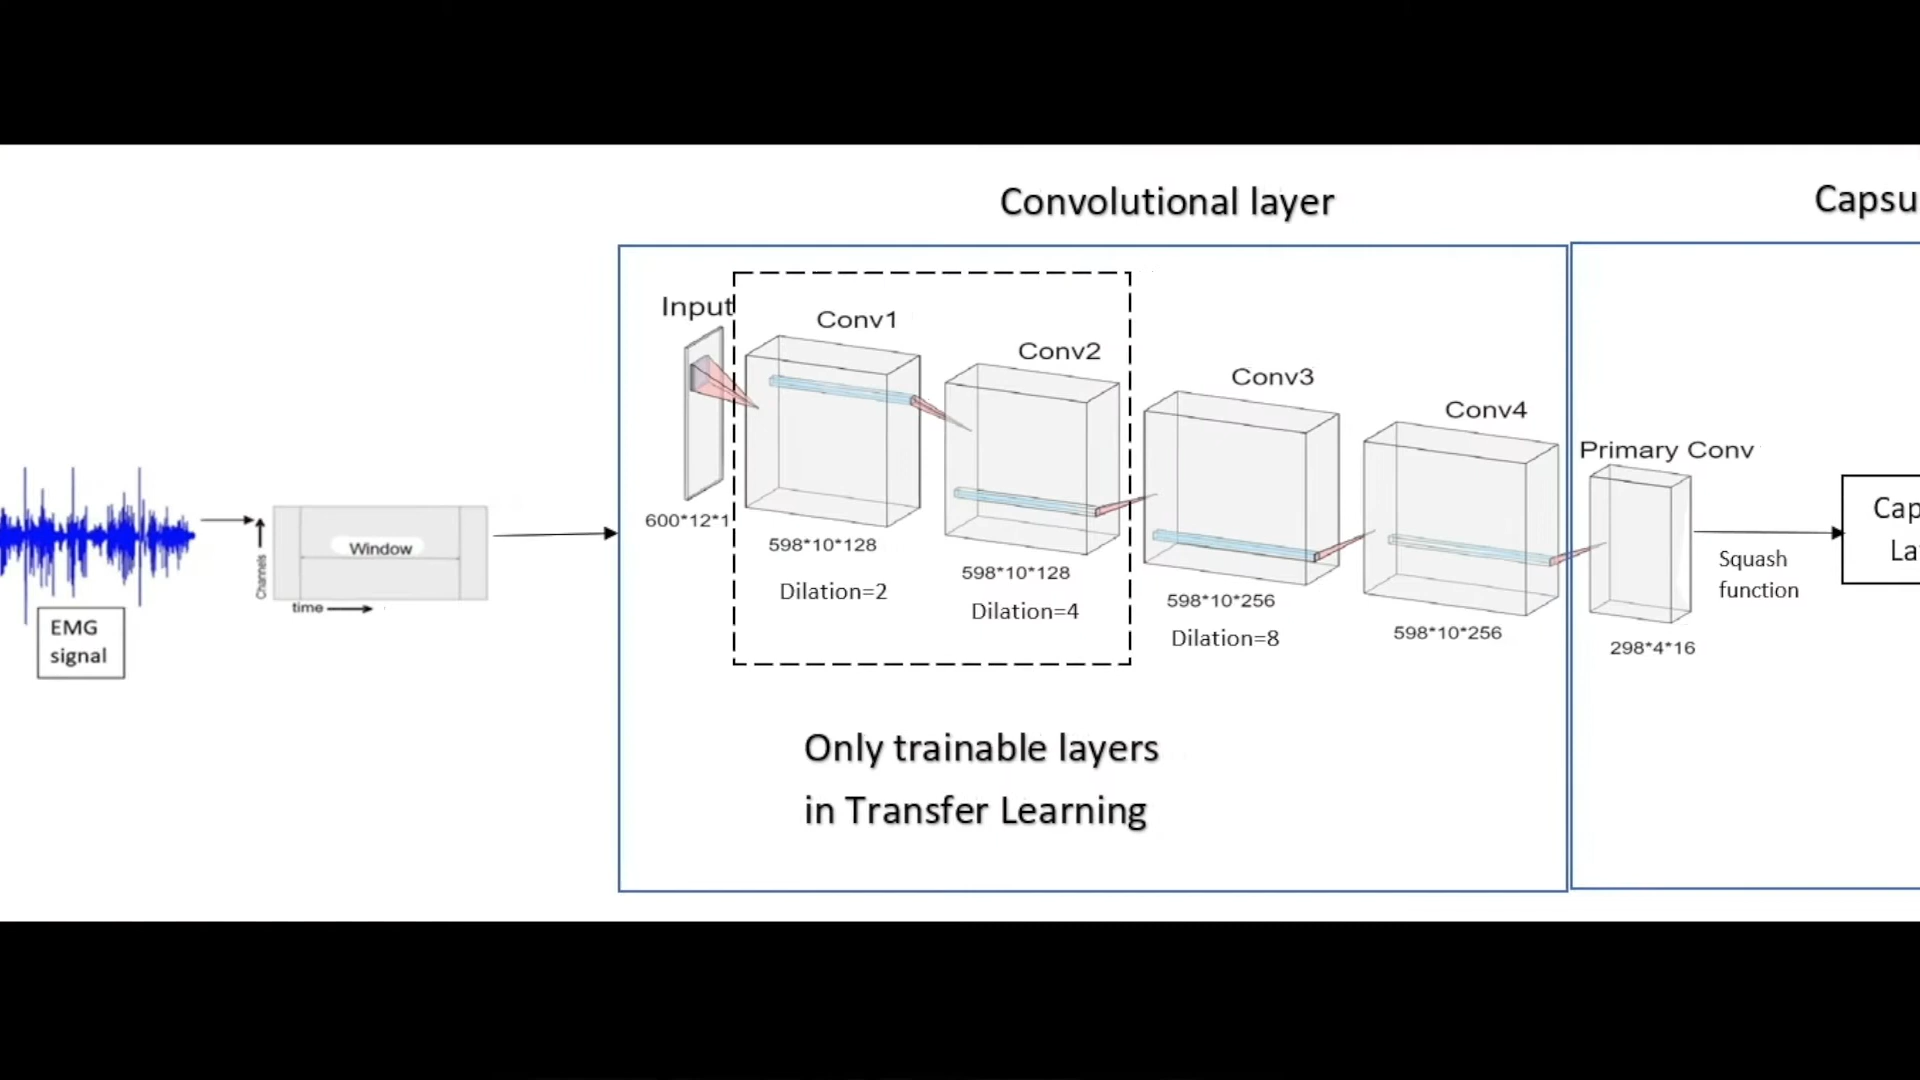 Convolutional layer
Capsu
Input
Conv1
Conv2
Conv3
Conv4
Primary Conv
600*12*1
598*10*128
Dilation=2
598*10*128
Dilation=4
598*10*256
Dilation=8
598*10*256
298*4*16
Squash
function
Cap
La
Window
Channels
time
EMG
signal
Only trainable layers
in Transfer Learning